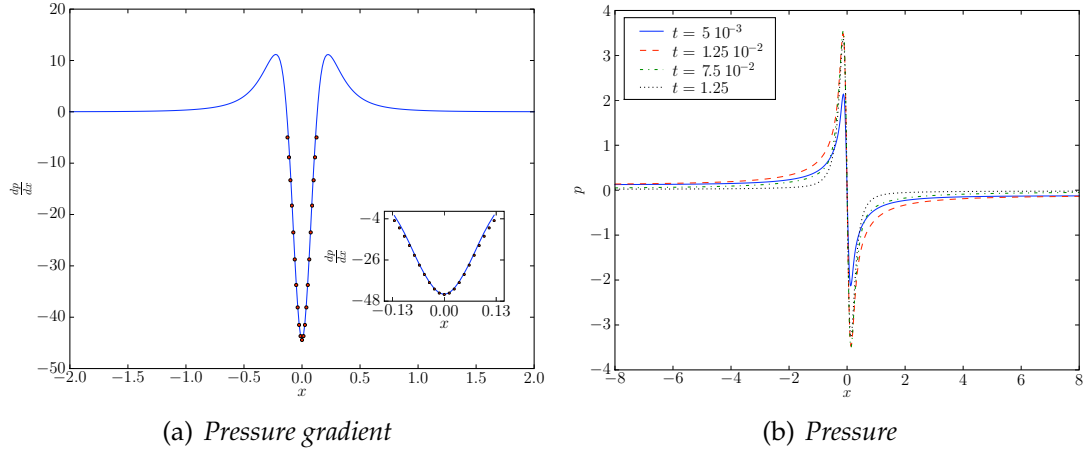 20
10
0
−10
−20
−30
−40
−50
dp
dx
−2.0 −1.5 −1.0 −0.5 0.0 0.5 1.0 1.5 2.0
x
−4
−26
−48
dp
dx
−0.13 0.00 0.13
x
(a) Pressure gradient
4
3
2
1
0
−1
−2
−3
−4
p
t = 5 10⁻³
t = 1.25 10⁻²
t = 7.5 10⁻²
t = 1.25
−8 −6 −4 −2 0 2 4 6 8
x
(b) Pressure